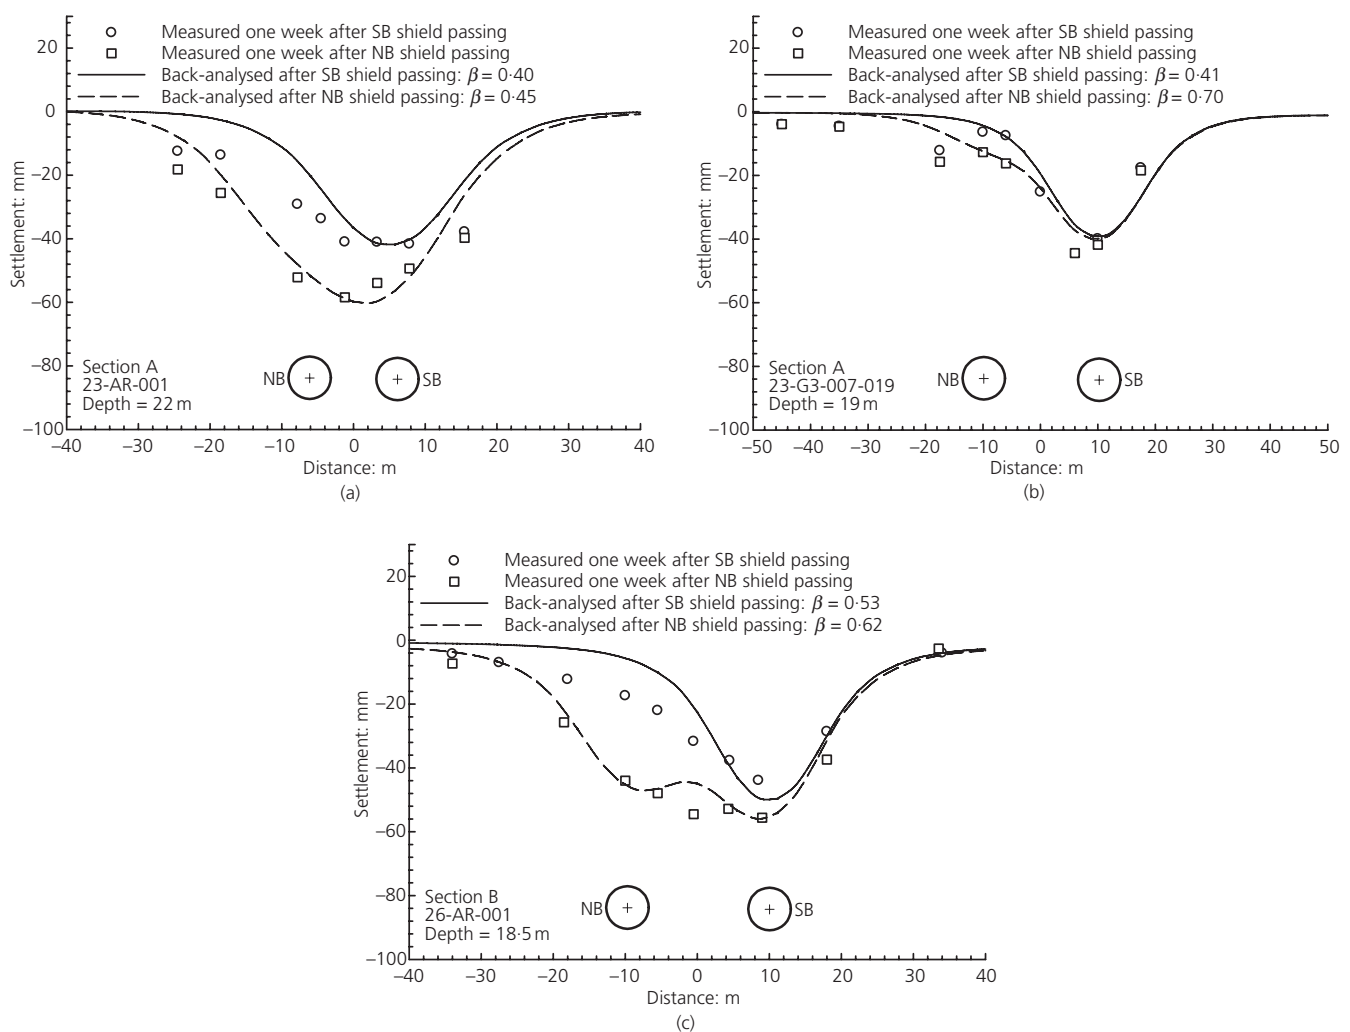 Measured one week after SB shield passing
Measured one week after NB shield passing
Back-analysed after SB shield passing: β = 0·40
Back-analysed after NB shield passing: β = 0·45
20
0
–20
–40
–60
–80
–100
Settlement: mm
NB
SB
Section A
23-AR-001
Depth = 22 m
–40 –30 –20 –10 0 10 20 30 40
Distance: m
(a)
Measured one week after SB shield passing
Measured one week after NB shield passing
Back-analysed after SB shield passing: β = 0·41
Back-analysed after NB shield passing: β = 0·70
20
0
–20
–40
–60
–80
–100
Settlement: mm
NB
SB
Section A
23-G3-007-019
Depth = 19 m
–50 –40 –30 –20 –10 0 10 20 30 40 50
Distance: m
(b)
Measured one week after SB shield passing
Measured one week after NB shield passing
Back-analysed after SB shield passing: β = 0·53
Back-analysed after NB shield passing: β = 0·62
20
0
–20
–40
–60
–80
–100
Settlement: mm
NB
SB
Section B
26-AR-001
Depth = 18·5 m
–40 –30 –20 –10 0 10 20 30 40
Distance: m
(c)